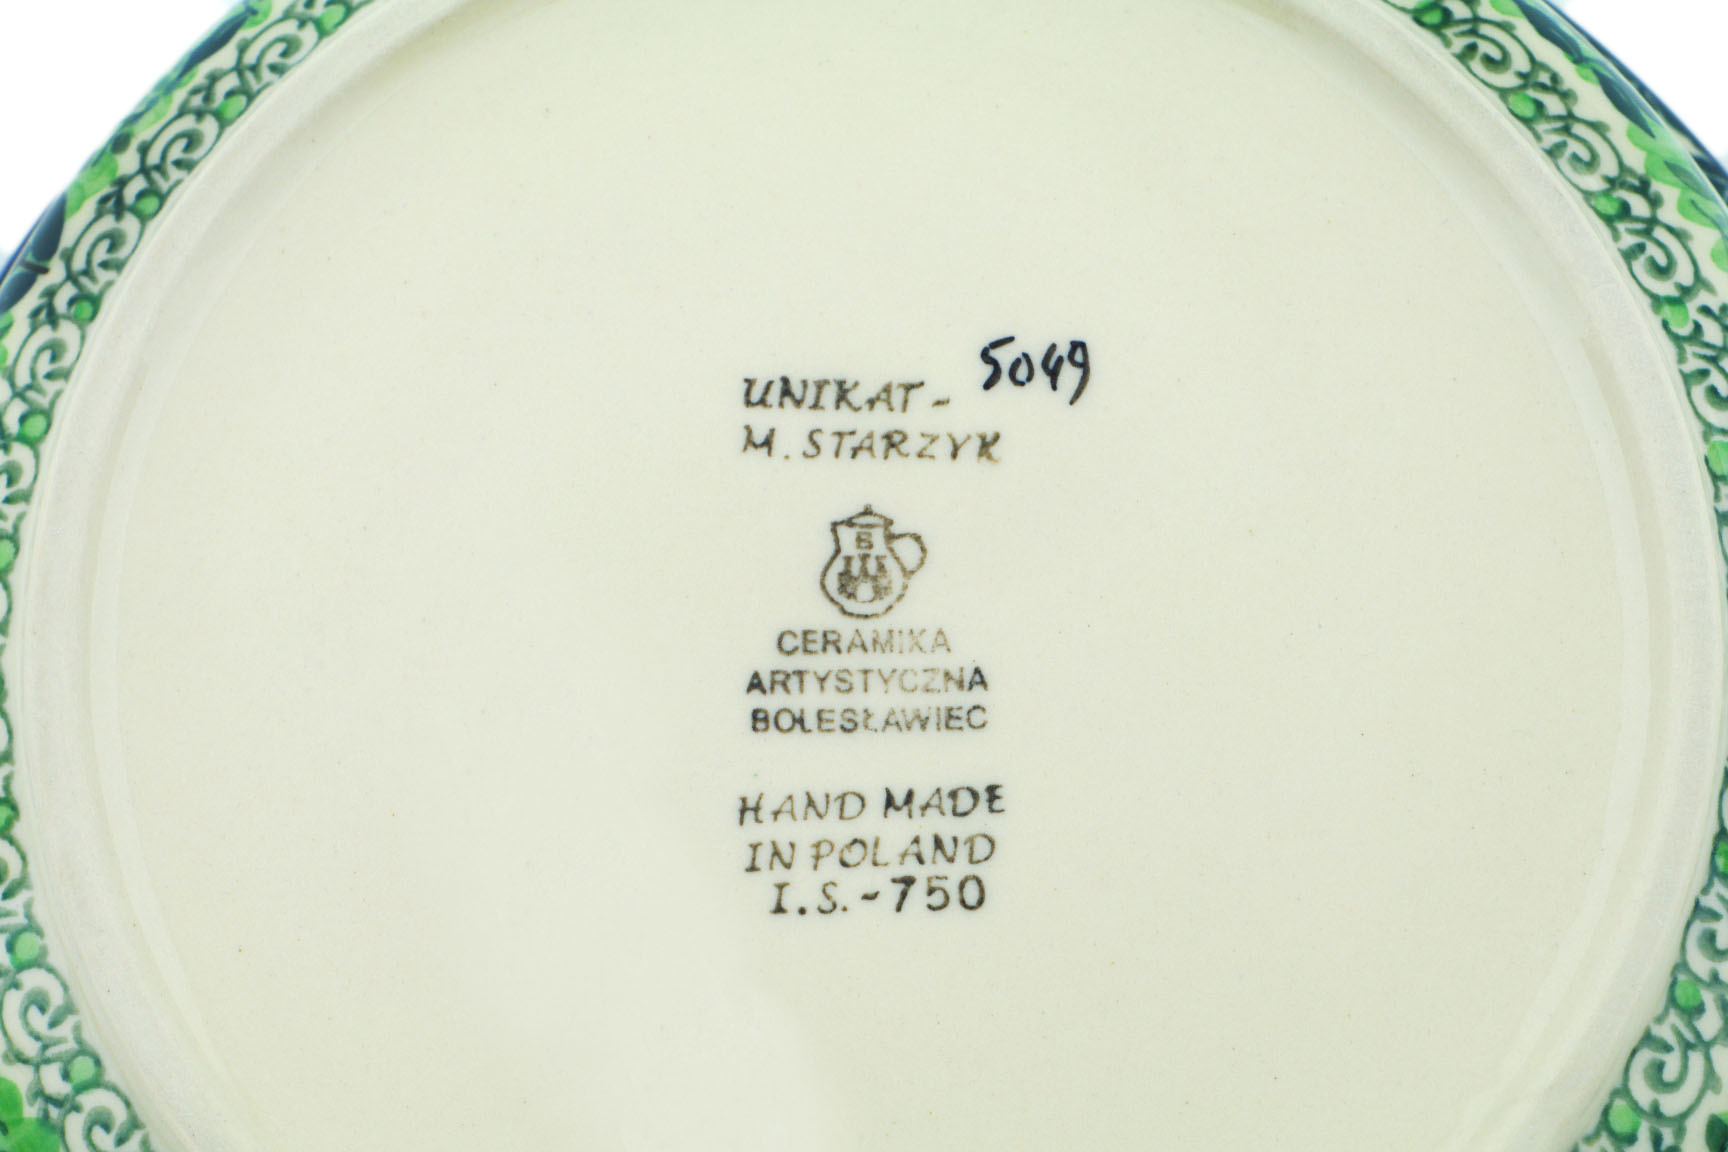 UNIKAT - 5049
M. STARZYK
B
CERAMIKA
ARTYSTYCZNA
BOLESŁAWIEC
HAND MADE
IN POLAND
I.S.-750